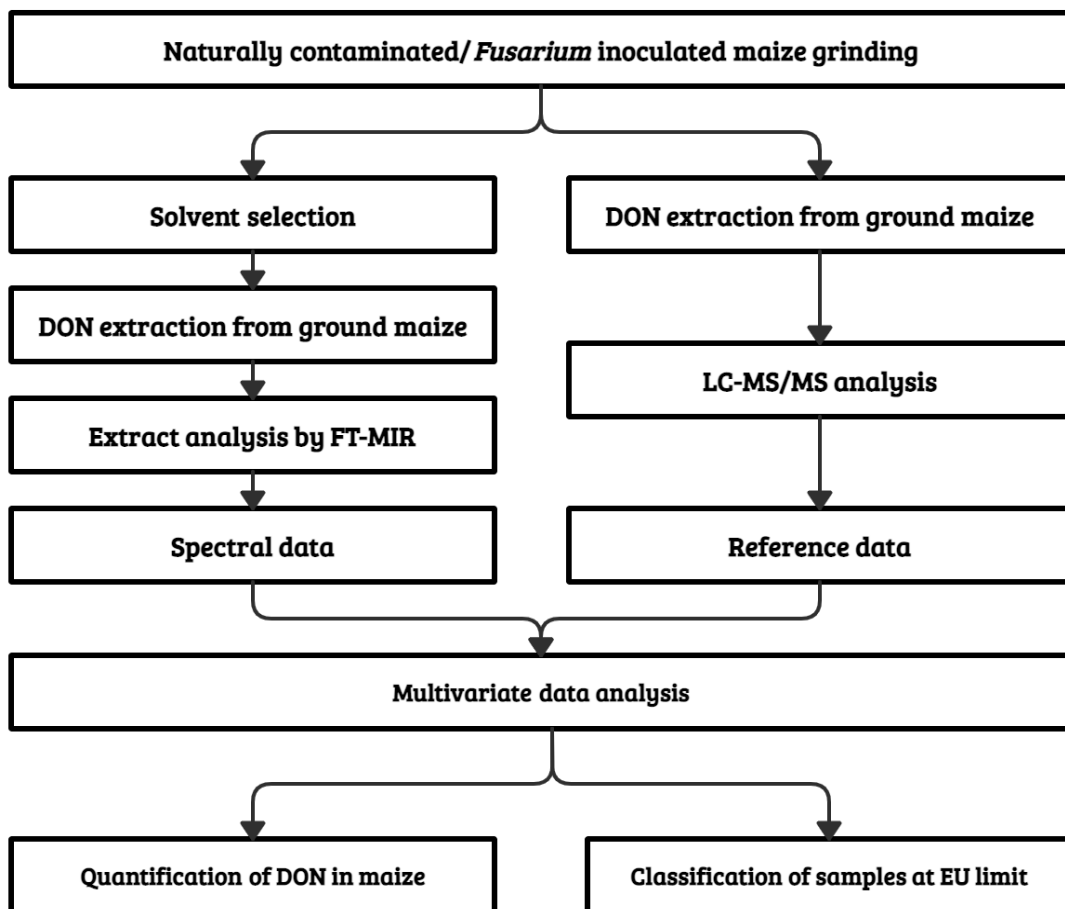 Naturally contaminated/ Fusarium inoculated maize grinding
Solvent selection
DON extraction from ground maize
DON extraction from ground maize
Extract analysis by FT-MIR
LC-MS/MS analysis
Spectral data
Reference data
Multivariate data analysis
Quantification of DON in maize
Classification of samples at EU limit